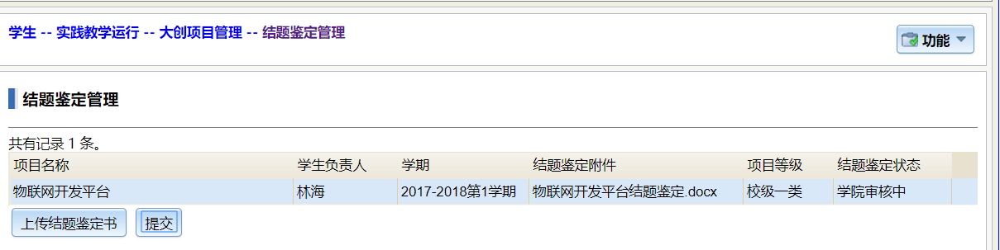 学生 -- 实践教学运行 -- 大创项目管理 -- 结题鉴定管理
功能
结题鉴定管理
共有记录 1 条。
项目名称 学生负责人 学期 结题鉴定附件 项目等级 结题鉴定状态
物联网开发平台 林海 2017-2018第1学期 物联网开发平台结题鉴定.docx 校级一类 学院审核中
上传结题鉴定书 提交